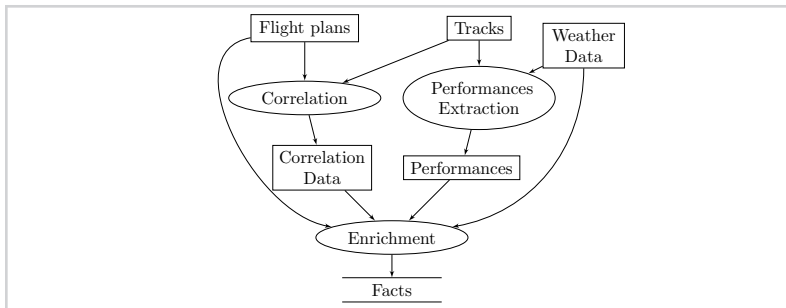 Flight plans
Tracks
Weather
Data
Correlation
Performances
Extraction
Correlation
Data
Performances
Enrichment
Facts